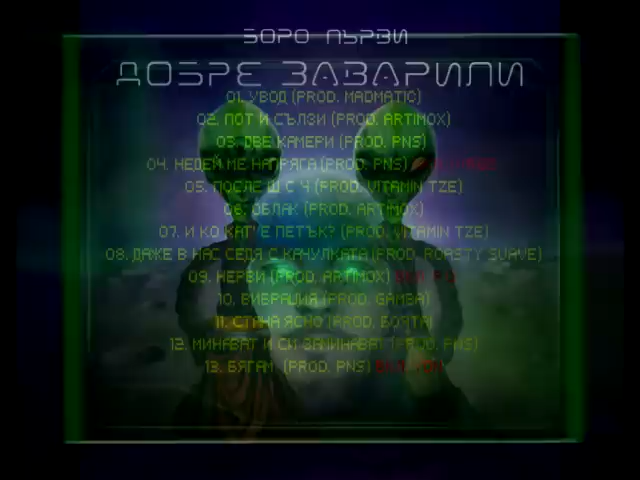 БОРО ПЪРВИ
ДОБРЕ ЗАВАРИЛИ
01. УВОД (PROD. MADMATIC)
02. ПОТ И СЪЛЗИ (PROD. ARTIMOX)
03. ДВЕ КАМЕРИ (PROD. PNS)
04. НЕДЕЙ МЕ НАПРЯГА (PROD. PNS)
05. ПОСЛЕ Ш С Ч (PROD. VITAMIN TZE)
06. ОБЛАК (PROD. ARTIMOX)
07. И КО КАТ' Е ПЕТЪК? (PROD. VITAMIN TZE)
08. ДАЖЕ В НАС СЕДЯ С КАЧУЛКАТА (PROD. ROASTY SUAVE)
09. НЕРВИ (PROD. ARTIMOX)
10. ВИБРАЦИЯ (PROD. GAMBA)
11. СТАНА ЯСНО (PROD.
12. МИНАВАТ И СИ ЗАМИНАВАТ (PROD. PNS)
13. БЯГАМ (PROD. PNS)